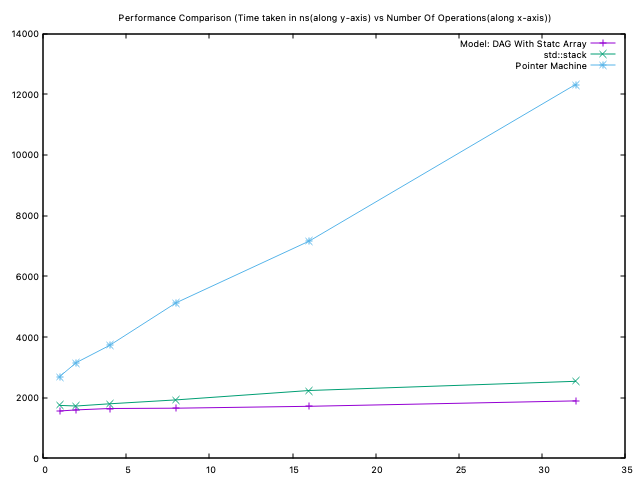 Performance Comparison (Time taken in ns(along y-axis) vs Number Of Operations(along x-axis))
14000
Model: DAG With Statc Array
std::stack
Pointer Machine
12000
10000
8000
6000
4000
2000
0
0 5 10 15 20 25 30 35